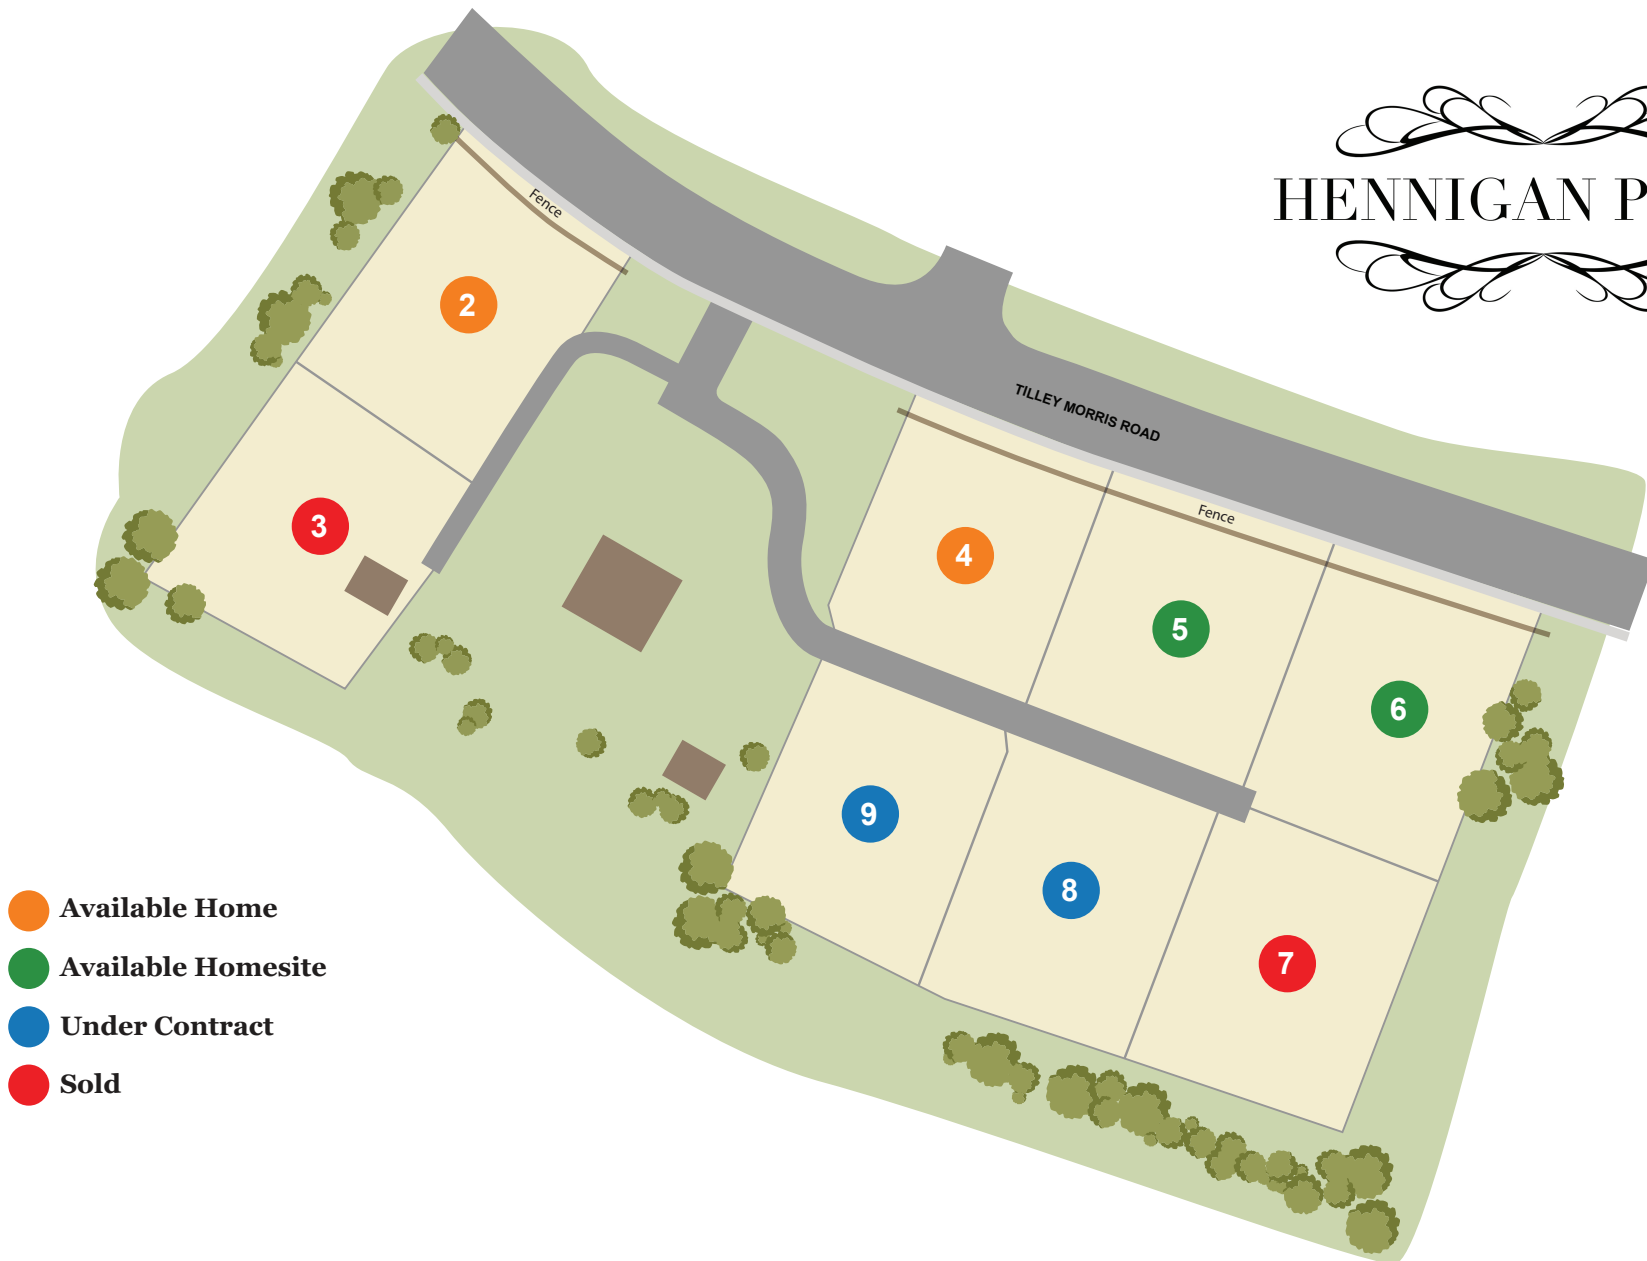 HENNIGAN P
Fence
TILLEY MORRIS ROAD
Fence
2
3
4
5
6
9
8
7
Available Home
Available Homesite
Under Contract
Sold